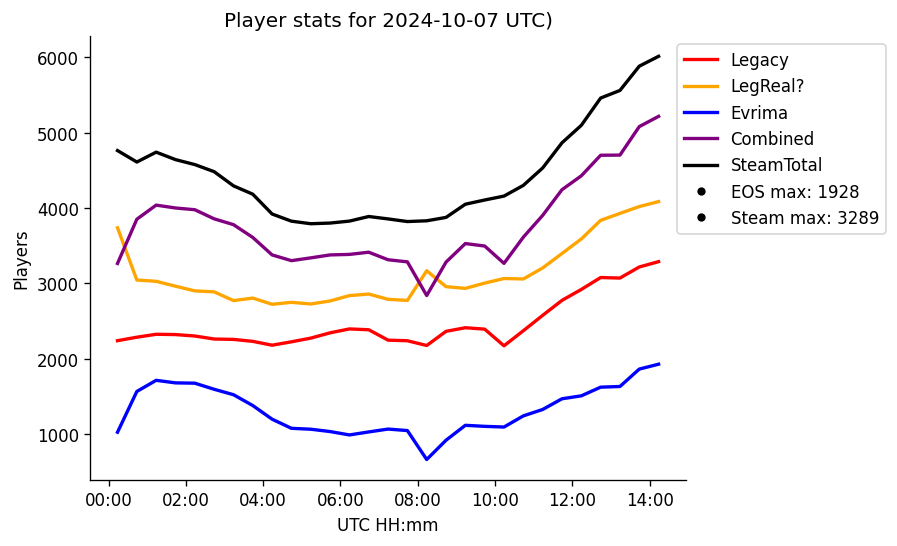 Player stats for 2024-10-07 UTC)
Players
6000
5000
4000
3000
2000
1000
00:00 02:00 04:00 06:00 08:00 10:00 12:00 14:00
UTC HH:mm
Legacy
LegReal?
Evrima
Combined
SteamTotal
EOS max: 1928
Steam max: 3289